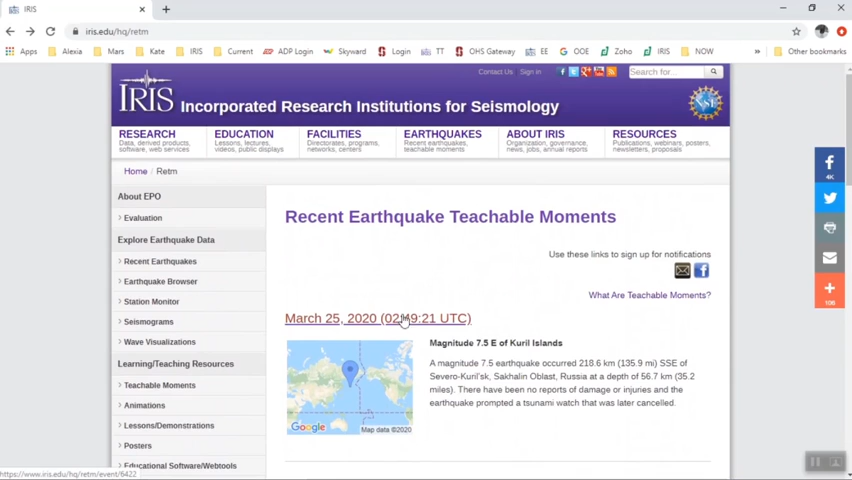 IRIS
iris.edu/hq/retm
Apps Alexia Mars Kate IRIS Current ADP Login Skyward Login TT OHS Gateway EE OOE Zoho IRIS NOW » Other bookmarks
Contact Us Sign In Search for...
IRIS Incorporated Research Institutions for Seismology
NSF
RESEARCH EDUCATION FACILITIES EARTHQUAKES ABOUT IRIS RESOURCES
Data, derived products, Lessons, lectures, Directories, programs, Recent earthquakes, Organization, governance, Publications, webinars, posters,
software, web services videos, public displays networks, centers teachable moments news, jobs, annual reports newsletters, proposals
Home / Retm
About EPO
Evaluation
Explore Earthquake Data
Recent Earthquakes
Earthquake Browser
Station Monitor
Seismograms
Wave Visualizations
Learning/Teaching Resources
Teachable Moments
Animations
Lessons/Demonstrations
Posters
Educational Software/Webtools
Recent Earthquake Teachable Moments
Use these links to sign up for notifications
What Are Teachable Moments?
March 25, 2020 (02:49:21 UTC)
Magnitude 7.5 E of Kuril Islands
A magnitude 7.5 earthquake occurred 218.6 km (135.9 mi) SSE of
Severo-Kuril'sk, Sakhalin Oblast, Russia at a depth of 56.7 km (35.2
miles). There have been no reports of damage or injuries and the
earthquake prompted a tsunami watch that was later cancelled.
Google Map data ©2020
4K
106
https://www.iris.edu/hq/retm/event/6422